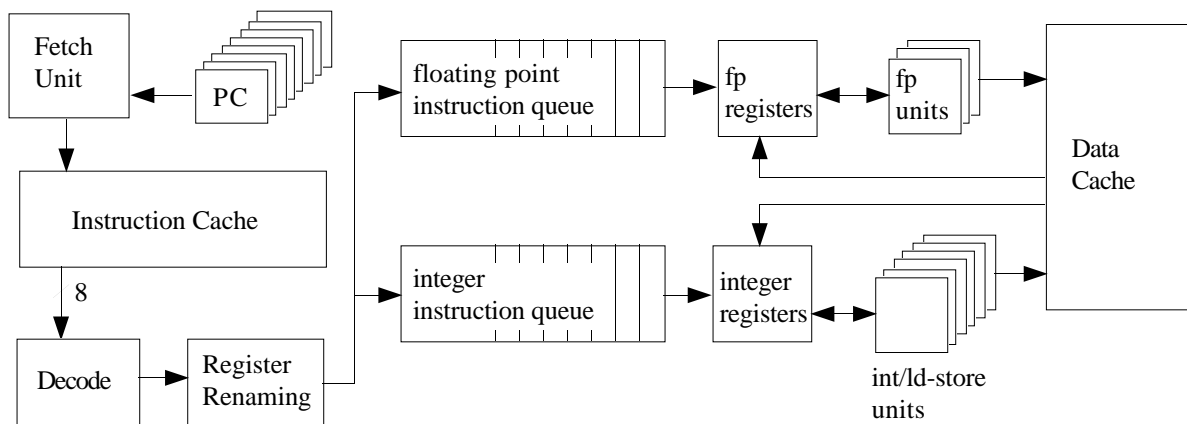 Fetch
Unit
PC
Instruction Cache
8
Decode
Register
Renaming
floating point
instruction queue
integer
instruction queue
fp
registers
integer
registers
fp
units
int/ld-store
units
Data
Cache